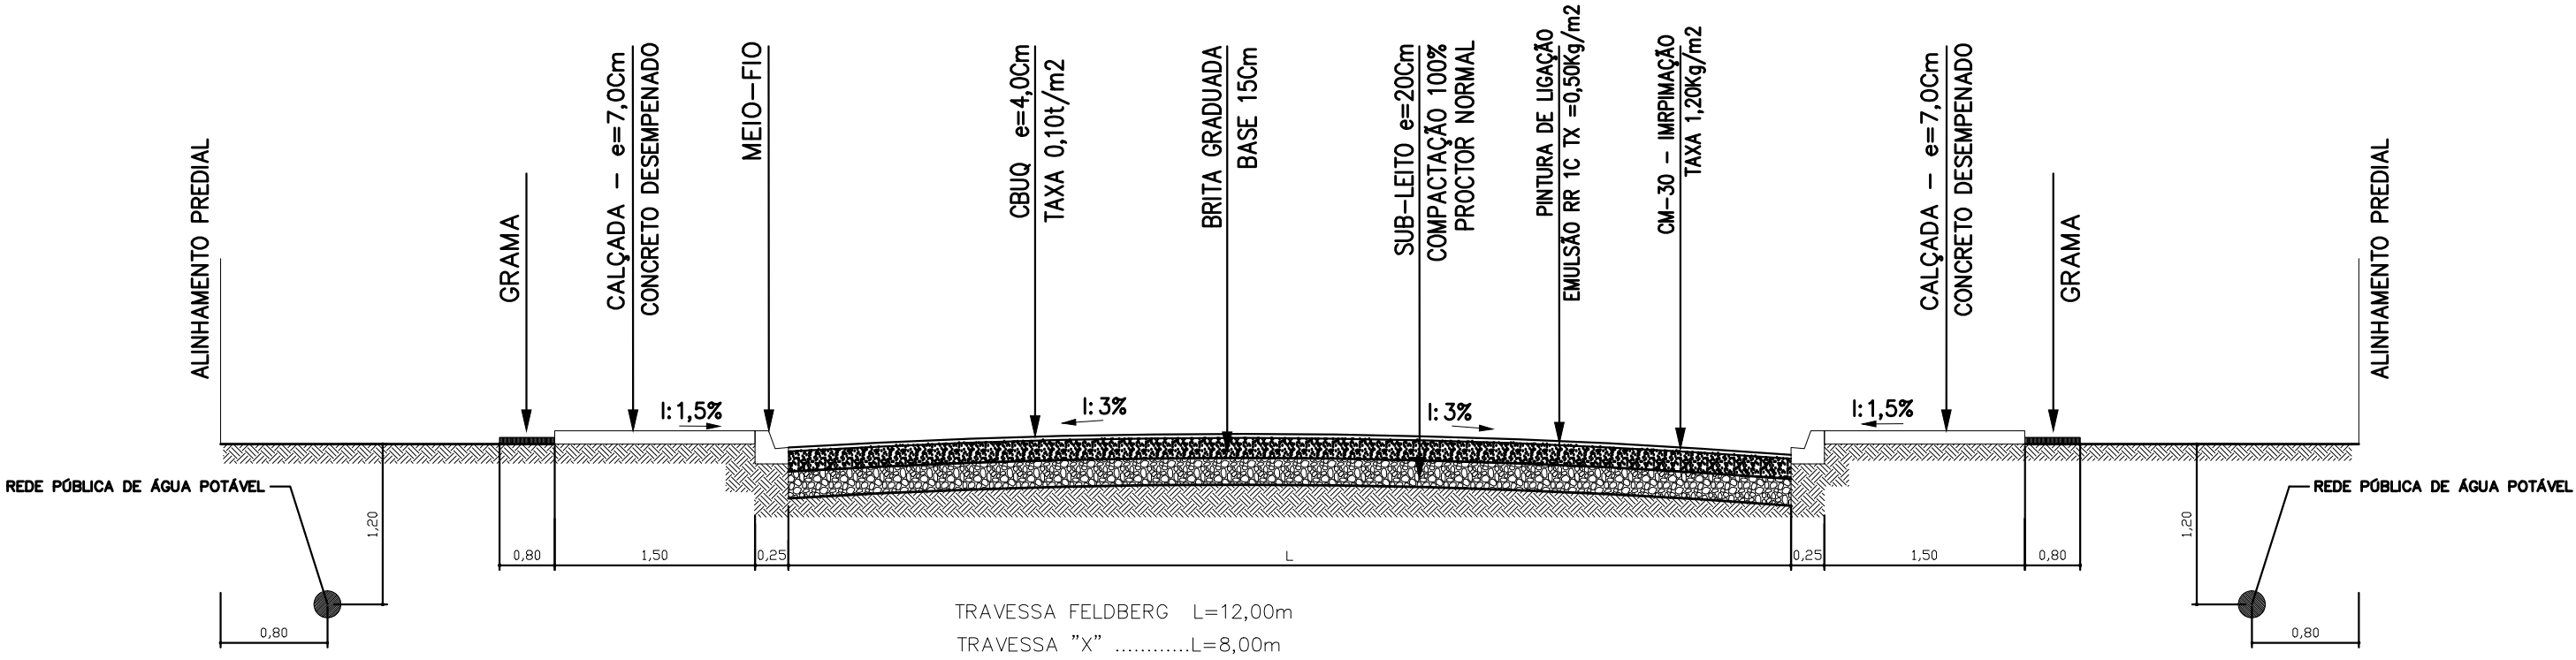 ALINHAMENTO PREDIAL
GRAMA
CALÇADA - e=7,0Cm
CONCRETO DESEMPENADO
MEIO-FIO
CBUQ e=4,0Cm
TAXA 0,10t/m2
BRITA GRADUADA
BASE 15Cm
SUB-LEITO e=20Cm
COMPACTAÇÃO 100%
PROCTOR NORMAL
PINTURA DE LIGAÇÃO
EMULSÃO RR 1C TX =0,50Kg/m2
CM-30 - IMRPIMAÇÃO
TAXA 1,20Kg/m2
CALÇADA - e=7,0Cm
CONCRETO DESEMPENADO
GRAMA
ALINHAMENTO PREDIAL
I: 1,5%
I: 3%
I: 3%
I: 1,5%
REDE PÚBLICA DE ÁGUA POTÁVEL
REDE PÚBLICA DE ÁGUA POTÁVEL
1,20
1,20
0,80
1,50
0,25
L
0,25
1,50
0,80
0,80
0,80
TRAVESSA FELDBERG L=12,00m
TRAVESSA "X" ............L=8,00m